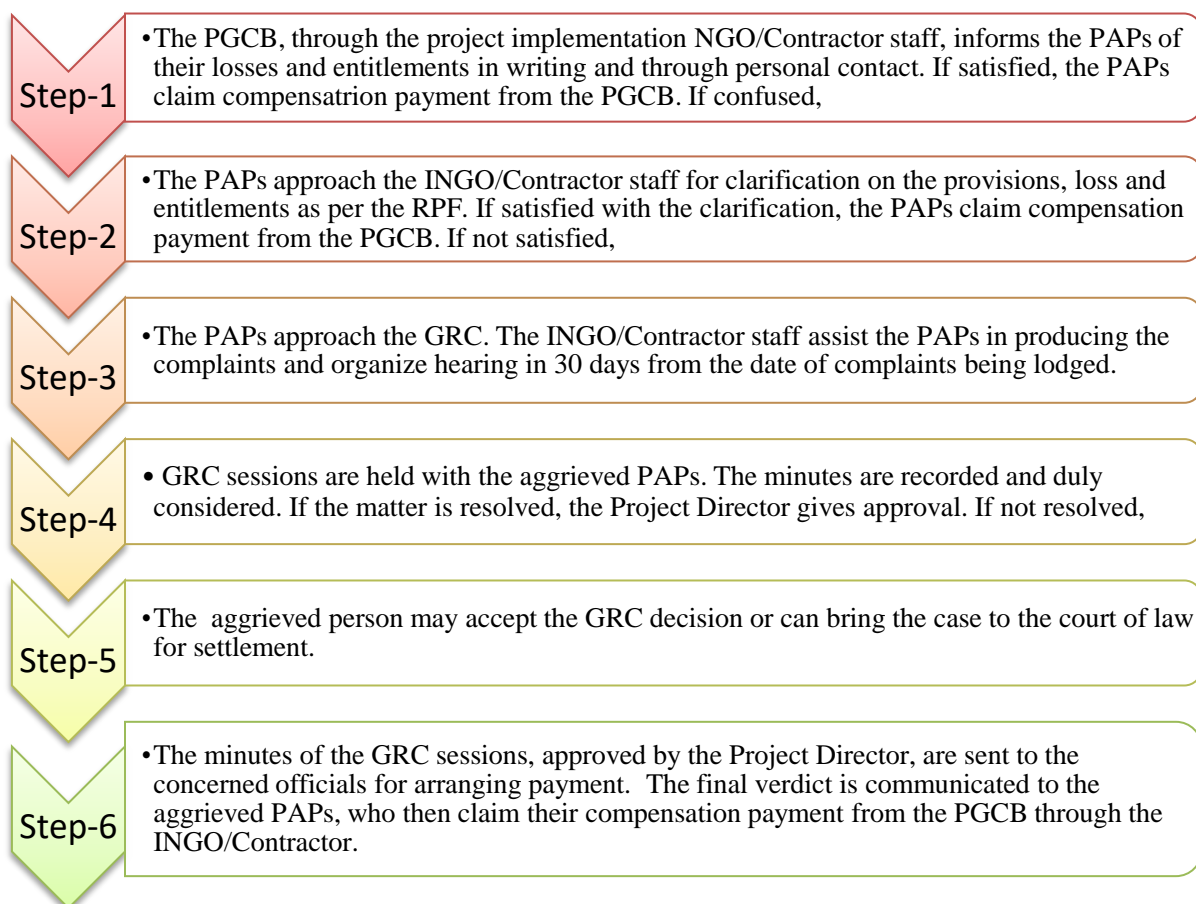 Step-1
•The PGCB, through the project implementation NGO/Contractor staff, informs the PAPs of
their losses and entitlements in writing and through personal contact. If satisfied, the PAPs
claim compensatrion payment from the PGCB. If confused,
Step-2
•The PAPs approach the INGO/Contractor staff for clarification on the provisions, loss and
entitlements as per the RPF. If satisfied with the clarification, the PAPs claim compensation
payment from the PGCB. If not satisfied,
Step-3
•The PAPs approach the GRC. The INGO/Contractor staff assist the PAPs in producing the
complaints and organize hearing in 30 days from the date of complaints being lodged.
Step-4
• GRC sessions are held with the aggrieved PAPs. The minutes are recorded and duly
considered. If the matter is resolved, the Project Director gives approval. If not resolved,
Step-5
•The  aggrieved person may accept the GRC decision or can bring the case to the court of law
for settlement.
Step-6
•The minutes of the GRC sessions, approved by the Project Director, are sent to the
concerned officials for arranging payment.  The final verdict is communicated to the
aggrieved PAPs, who then claim their compensation payment from the PGCB through the
INGO/Contractor.